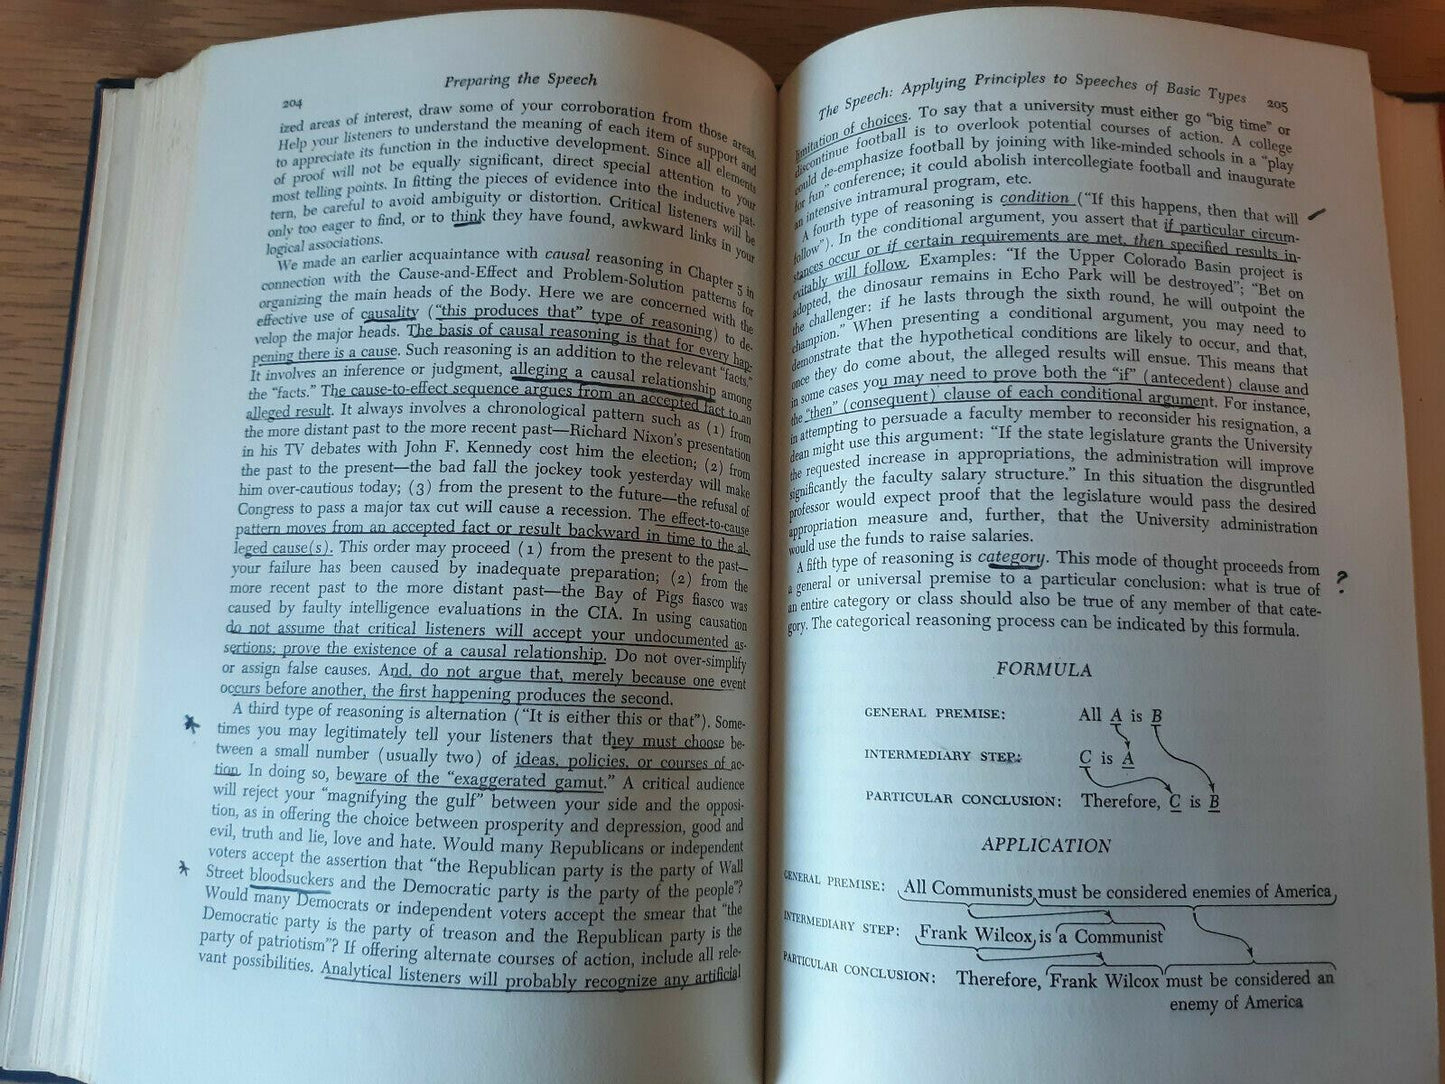 204
Preparing the Speech
ized areas of interest, draw some of your corroboration from those areas.
Help your listeners to understand the meaning of each item of support and
to appreciate its function in the inductive development. Since all elements
of proof will not be equally significant, direct special attention to your
most telling points. In fitting the pieces of evidence into the inductive pat-
tern, be careful to avoid ambiguity or distortion. Critical listeners will be
only too eager to find, or to think they have found, awkward links in your
logical associations.
We made an earlier acquaintance with causal reasoning in Chapter 5 in
connection with the Cause-and-Effect and Problem-Solution patterns for
organizing the main heads of the Body. Here we are concerned with the
effective use of causality ("this produces that" type of reasoning) to de-
velop the major heads. The basis of causal reasoning is that for every hap-
pening there is a cause. Such reasoning is an addition to the relevant "facts."
It involves an inference or judgment, alleging a causal relationship among
the "facts." The cause-to-effect sequence argues from an accepted fact to an
alleged result. It always involves a chronological pattern such as (1) from
the more distant past to the more recent past—Richard Nixon's presentation
in his TV debates with John F. Kennedy cost him the election; (2) from
the past to the present—the bad fall the jockey took yesterday will make
him over-cautious today; (3) from the present to the future—the refusal of
Congress to pass a major tax cut will cause a recession. The effect-to-cause
pattern moves from an accepted fact or result backward in time to the al-
leged cause(s). This order may proceed (1) from the present to the past—
your failure has been caused by inadequate preparation; (2) from the
more recent past to the more distant past—the Bay of Pigs fiasco was
caused by faulty intelligence evaluations in the CIA. In using causation
do not assume that critical listeners will accept your undocumented as-
sertions; prove the existence of a causal relationship. Do not over-simplify
or assign false causes. And, do not argue that, merely because one event
occurs before another, the first happening produces the second.
A third type of reasoning is alternation ("It is either this or that"). Some-
times you may legitimately tell your listeners that they must choose be-
tween a small number (usually two) of ideas, policies, or courses of ac-
tion. In doing so, beware of the "exaggerated gamut." A critical audience
will reject your "magnifying the gulf" between your side and the opposi-
tion, as in offering the choice between prosperity and depression, good and
evil, truth and lie, love and hate. Would many Republicans or independent
voters accept the assertion that "the Republican party is the party of Wall
Street bloodsuckers and the Democratic party is the party of the people"?
Would many Democrats or independent voters accept the smear that "the
Democratic party is the party of treason and the Republican party is the
party of patriotism"? If offering alternate courses of action, include all rele-
vant possibilities. Analytical listeners will probably recognize any artificial
The Speech: Applying Principles to Speeches of Basic Types
205
limitation of choices. To say that a university must either go "big time" or
discontinue football is to overlook potential courses of action. A college
could de-emphasize football by joining with like-minded schools in a "play
for fun" conference; it could abolish intercollegiate football and inaugurate
an intensive intramural program, etc.
A fourth type of reasoning is condition ("If this happens, then that will
follow"). In the conditional argument, you assert that if particular circum-
stances occur or if certain requirements are met, then specified results in-
evitably will follow. Examples: "If the Upper Colorado Basin project is
adopted, the dinosaur remains in Echo Park will be destroyed"; "Bet on
the challenger: if he lasts through the sixth round, he will outpoint the
champion." When presenting a conditional argument, you may need to
demonstrate that the hypothetical conditions are likely to occur, and that,
once they do come about, the alleged results will ensue. This means that
in some cases you may need to prove both the "if" (antecedent) clause and
the "then" (consequent) clause of each conditional argument. For instance,
in attempting to persuade a faculty member to reconsider his resignation, a
dean might use this argument: "If the state legislature grants the University
the requested increase in appropriations, the administration will improve
significantly the faculty salary structure." In this situation the disgruntled
professor would expect proof that the legislature would pass the desired
appropriation measure and, further, that the University administration
would use the funds to raise salaries.
A fifth type of reasoning is category. This mode of thought proceeds from
a general or universal premise to a particular conclusion: what is true of ?
an entire category or class should also be true of any member of that cate-
gory. The categorical reasoning process can be indicated by this formula.
FORMULA
GENERAL PREMISE: All A is B
INTERMEDIARY STEP: C is A
PARTICULAR CONCLUSION: Therefore, C is B
APPLICATION
GENERAL PREMISE: All Communists must be considered enemies of America,
INTERMEDIARY STEP: Frank Wilcox is a Communist
PARTICULAR CONCLUSION: Therefore, Frank Wilcox must be considered an
enemy of America